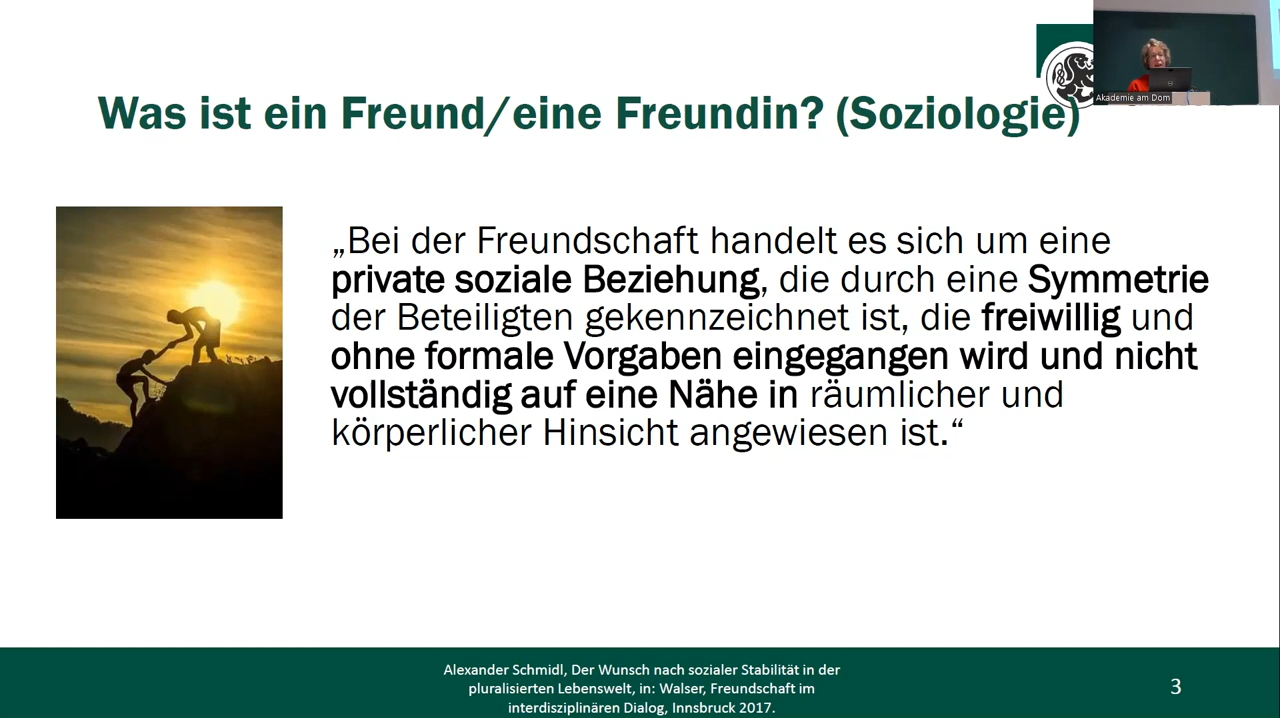 Was ist ein Freund/eine Freundin? (Soziologie)
Akademie am Dom
„Bei der Freundschaft handelt es sich um eine
private soziale Beziehung, die durch eine Symmetrie
der Beteiligten gekennzeichnet ist, die freiwillig und
ohne formale Vorgaben eingegangen wird und nicht
vollständig auf eine Nähe in räumlicher und
körperlicher Hinsicht angewiesen ist.“
Alexander Schmidl, Der Wunsch nach sozialer Stabilität in der
pluralisierten Lebenswelt, in: Walser, Freundschaft im
interdisziplinären Dialog, Innsbruck 2017.
3